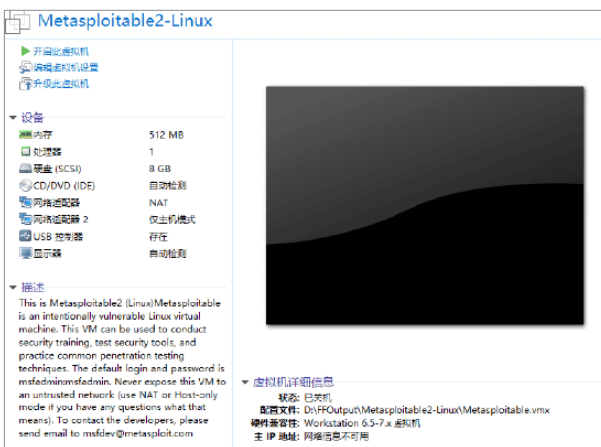 Metasploitable2-Linux
开启此虚拟机
编辑虚拟机设置
升级此虚拟机
设备
内存 512 MB
处理器 1
硬盘 (SCSI) 8 GB
CD/DVD (IDE) 自动检测
网络适配器 NAT
网络适配器 2 仅主机模式
USB 控制器 存在
显示器 自动检测
描述
This is Metasploitable2 (Linux)Metasploitable
is an intentionally vulnerable Linux virtual
machine. This VM can be used to conduct
security training, test security tools, and
practice common penetration testing
techniques. The default login and password is
msfadmin:msfadmin. Never expose this VM to
an untrusted network (use NAT or Host-only
mode if you have any questions what that
means). To contact the developers, please
send email to msfdev@metasploit.com
虚拟机详细信息
状态: 已关机
配置文件: D:\FFOutput\Metasploitable2-Linux\Metasploitable.vmx
硬件兼容性: Workstation 6.5-7.x 虚拟机
主 IP 地址: 网络信息不可用